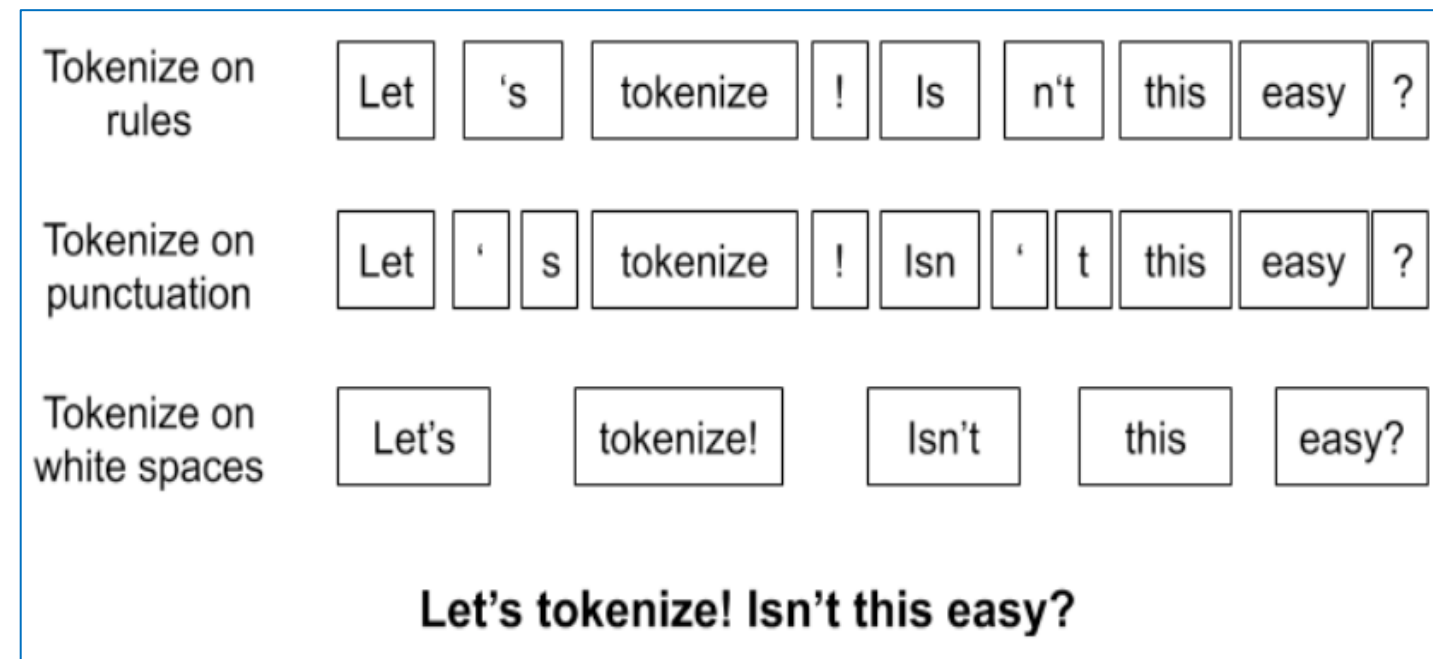 Tokenize on
rules
Let ‘s tokenize ! Is n‘t this easy ?
Tokenize on
punctuation
Let ‘ s tokenize ! Isn ‘ t this easy ?
Tokenize on
white spaces
Let’s tokenize! Isn’t this easy?
Let’s tokenize! Isn’t this easy?